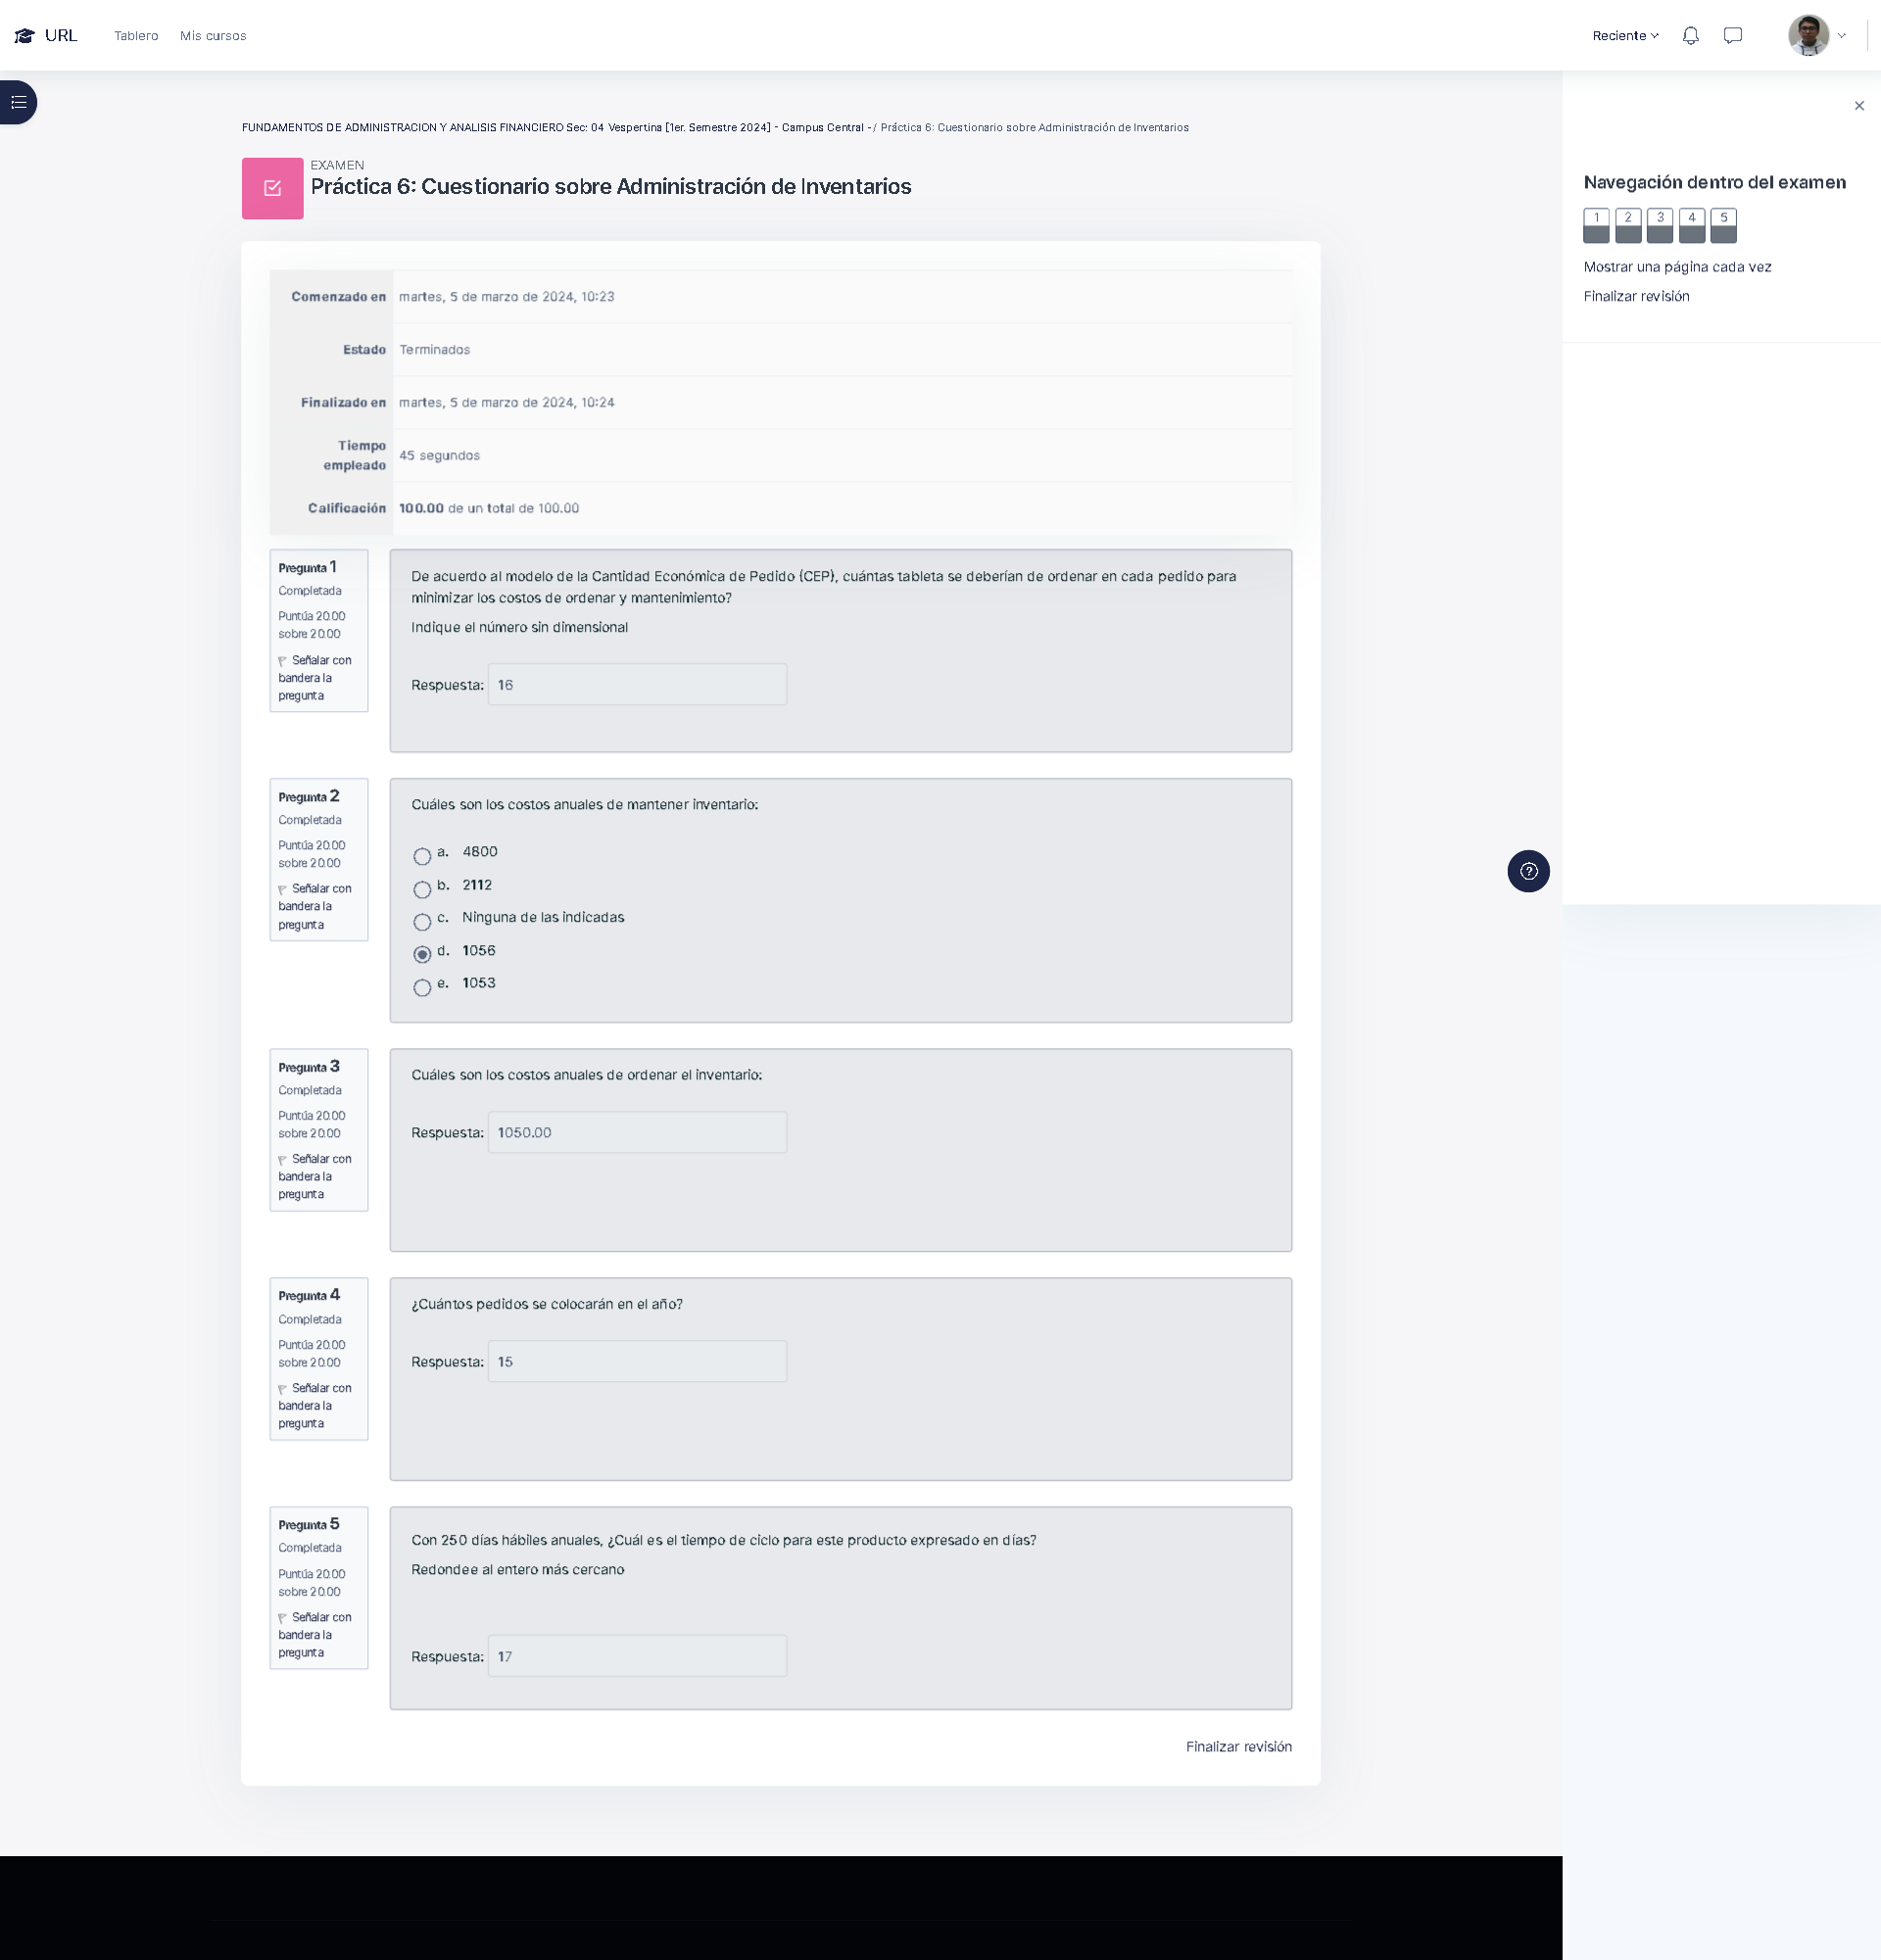 URL
Tablero
Mis cursos
Reciente
FUNDAMENTOS DE ADMINISTRACION Y ANALISIS FINANCIERO Sec: 04 Vespertina [1er. Semestre 2024] - Campus Central - / Práctica 6: Cuestionario sobre Administración de Inventarios
EXAMEN
Práctica 6: Cuestionario sobre Administración de Inventarios
Navegación dentro del examen
1 2 3 4 5
Mostrar una página cada vez
Finalizar revisión
Comenzado en martes, 5 de marzo de 2024, 10:23
Estado Terminados
Finalizado en martes, 5 de marzo de 2024, 10:24
Tiempo
empleado 45 segundos
Calificación 100.00 de un total de 100.00
Pregunta 1
Completada
Puntúa 20.00
sobre 20.00
Señalar con
bandera la
pregunta
De acuerdo al modelo de la Cantidad Económica de Pedido (CEP), cuántas tableta se deberían de ordenar en cada pedido para
minimizar los costos de ordenar y mantenimiento?
Indique el número sin dimensional
Respuesta: 16
Pregunta 2
Completada
Puntúa 20.00
sobre 20.00
Señalar con
bandera la
pregunta
Cuáles son los costos anuales de mantener inventario:
a. 4800
b. 2112
c. Ninguna de las indicadas
d. 1056
e. 1053
Pregunta 3
Completada
Puntúa 20.00
sobre 20.00
Señalar con
bandera la
pregunta
Cuáles son los costos anuales de ordenar el inventario:
Respuesta: 1050.00
Pregunta 4
Completada
Puntúa 20.00
sobre 20.00
Señalar con
bandera la
pregunta
¿Cuántos pedidos se colocarán en el año?
Respuesta: 15
Pregunta 5
Completada
Puntúa 20.00
sobre 20.00
Señalar con
bandera la
pregunta
Con 250 días hábiles anuales, ¿Cuál es el tiempo de ciclo para este producto expresado en días?
Redondee al entero más cercano
Respuesta: 17
Finalizar revisión